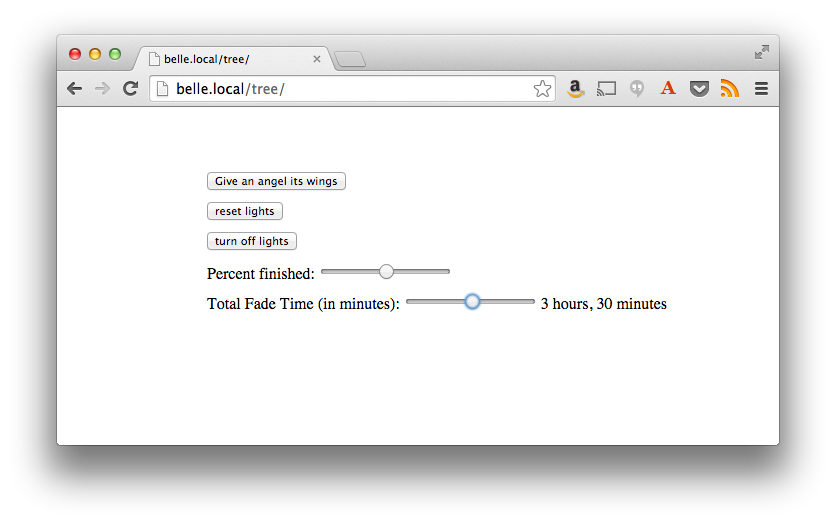 belle.local/tree/
belle.local/tree/
Give an angel its wings
reset lights
turn off lights
Percent finished:
Total Fade Time (in minutes): 3 hours, 30 minutes